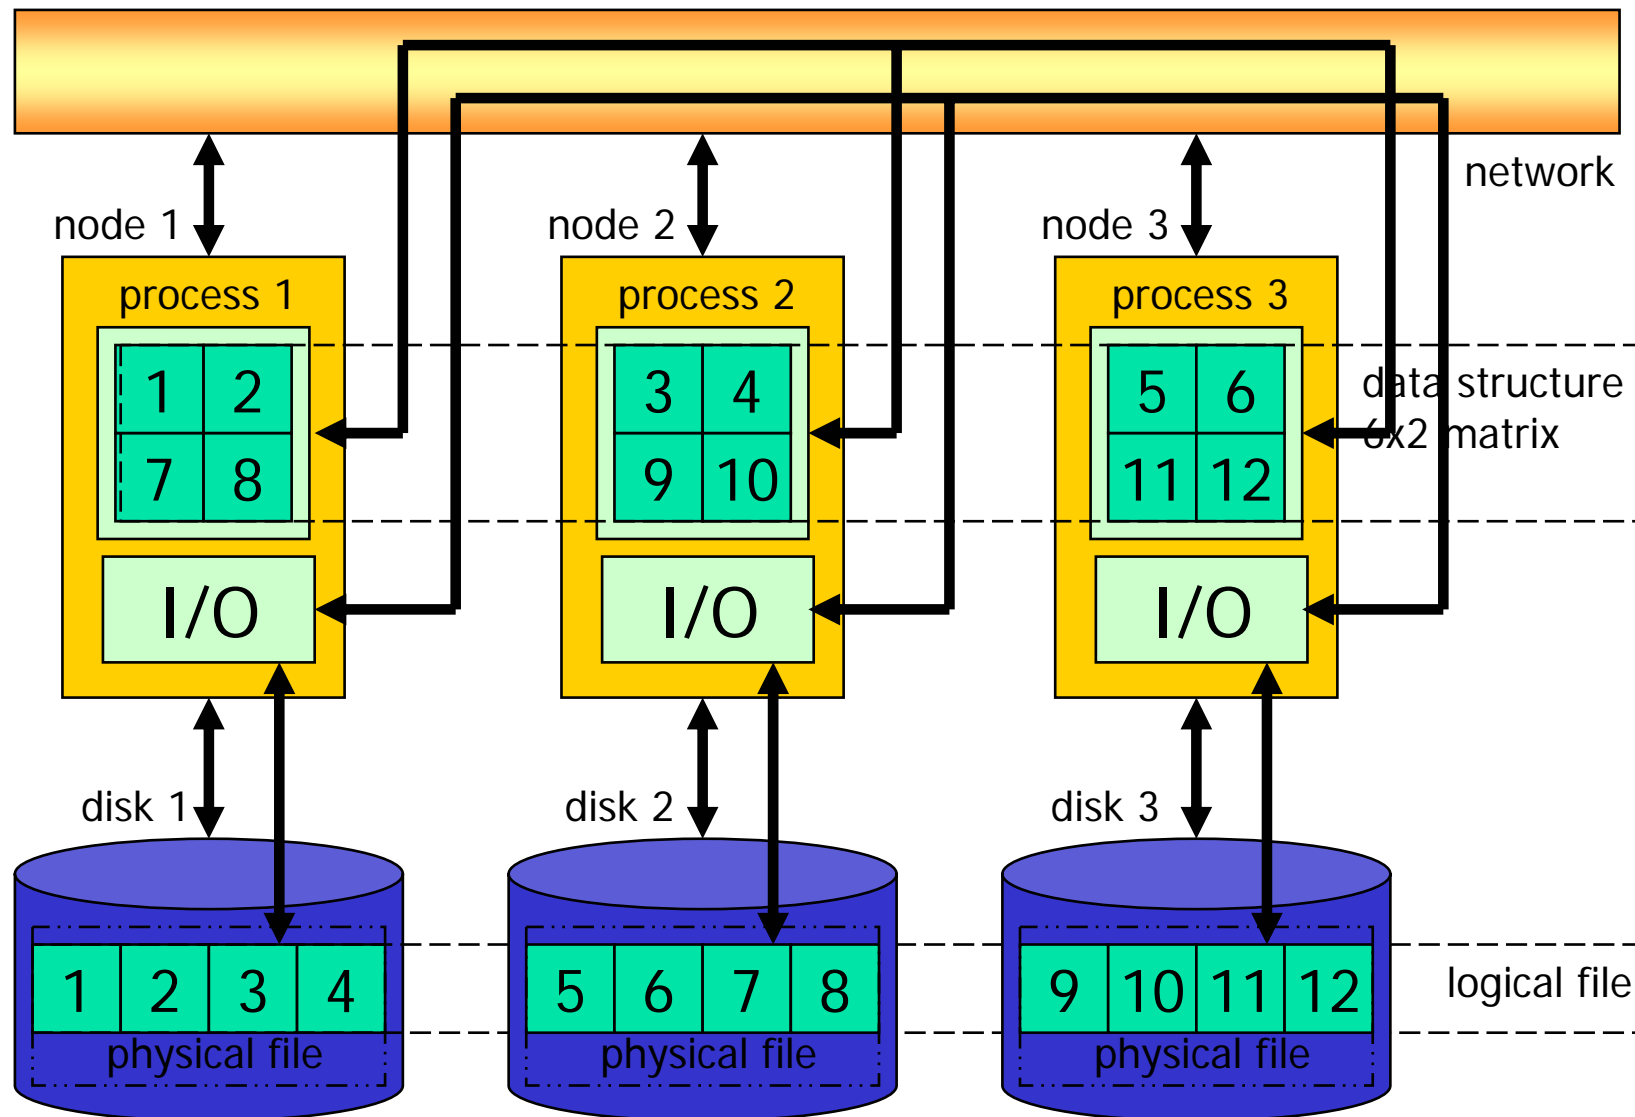 network
node 1
node 2
node 3
process 1
process 2
process 3
1 2
3 4
5 6
data structure
6x2 matrix
7 8
9 10
11 12
I/O
I/O
I/O
disk 1
disk 2
disk 3
1 2 3 4
5 6 7 8
9 10 11 12
logical file
physical file
physical file
physical file